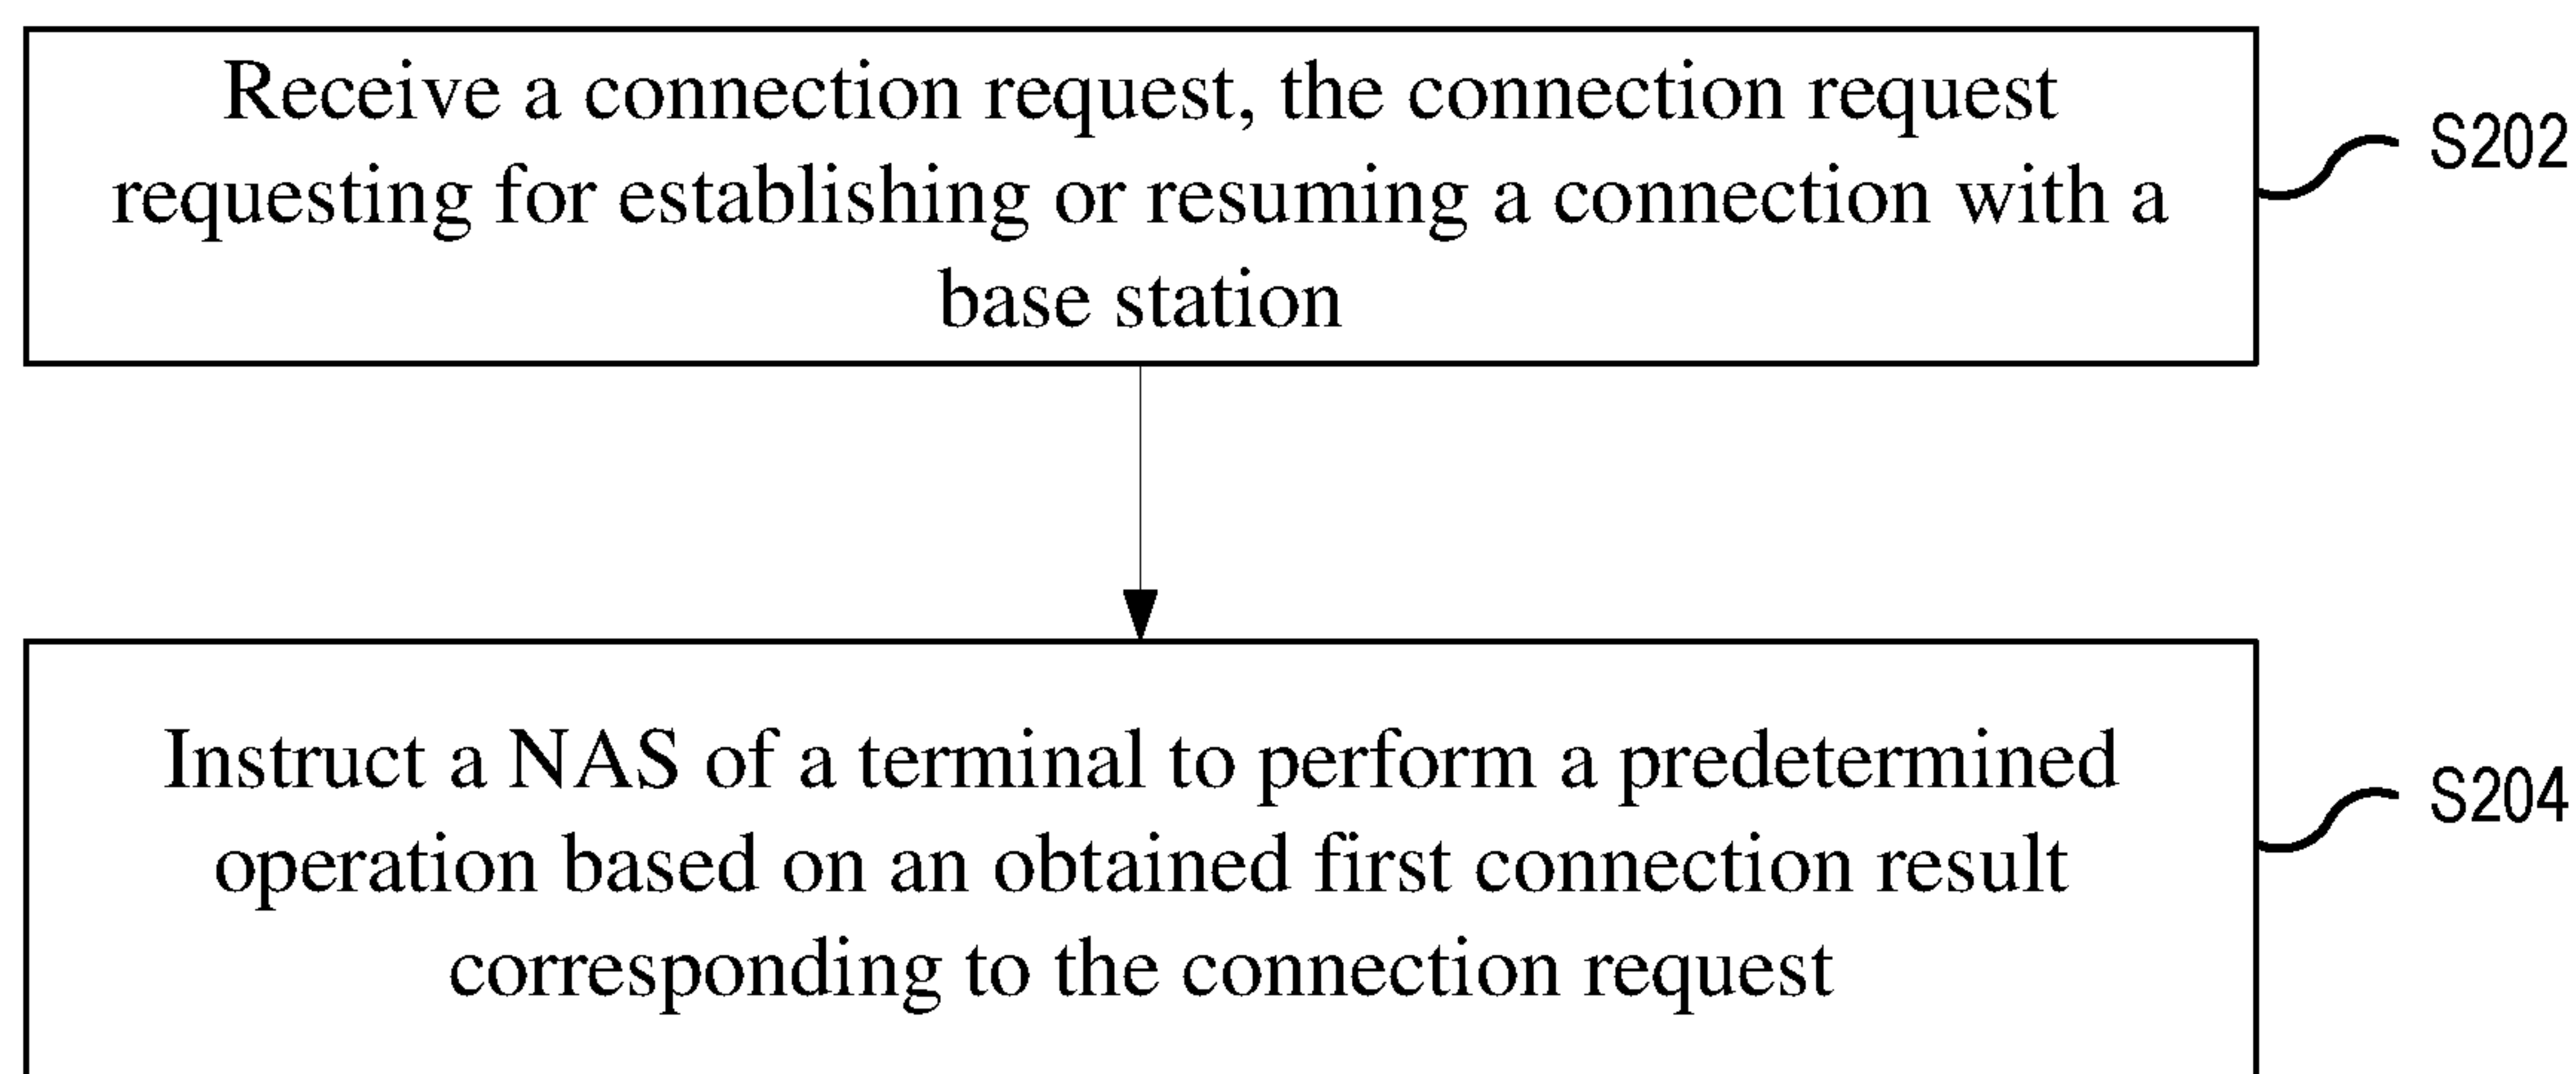 Receive a connection request, the connection request
requesting for establishing or resuming a connection with a
base station
S202
Instruct a NAS of a terminal to perform a predetermined
operation based on an obtained first connection result
corresponding to the connection request
S204